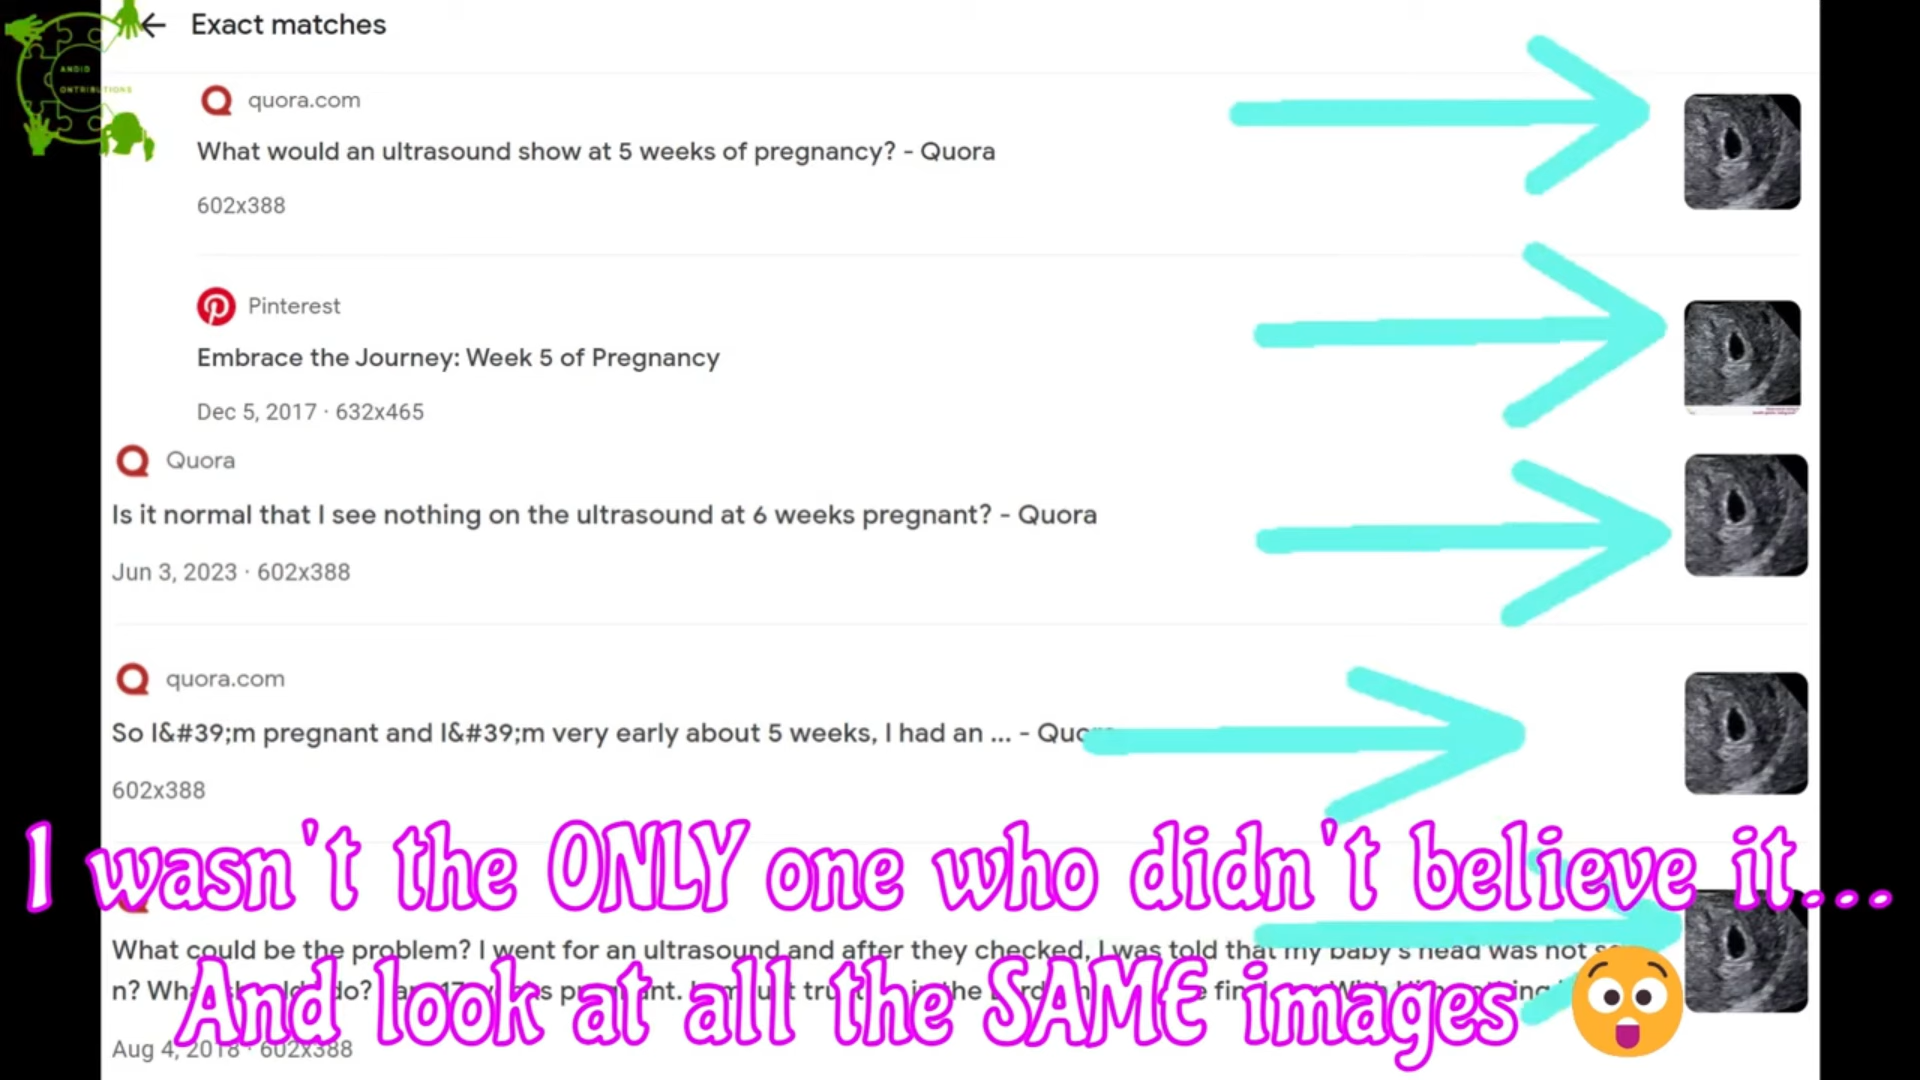 Exact matches
ANDID
ONTRIBUTIONS
quora.com
What would an ultrasound show at 5 weeks of pregnancy? - Quora
602x388
Pinterest
Embrace the Journey: Week 5 of Pregnancy
Dec 5, 2017 · 632x465
Quora
Is it normal that I see nothing on the ultrasound at 6 weeks pregnant? - Quora
Jun 3, 2023 · 602x388
quora.com
So I&#39;m pregnant and I&#39;m very early about 5 weeks, I had an ... - Quora
602x388
I wasn't the ONLY one who didn't believe it...
What could be the problem? I went for an ultrasound and after they checked, I was told that my baby's head was not
And look at all the SAME images
Aug 4, 2018 · 602x388